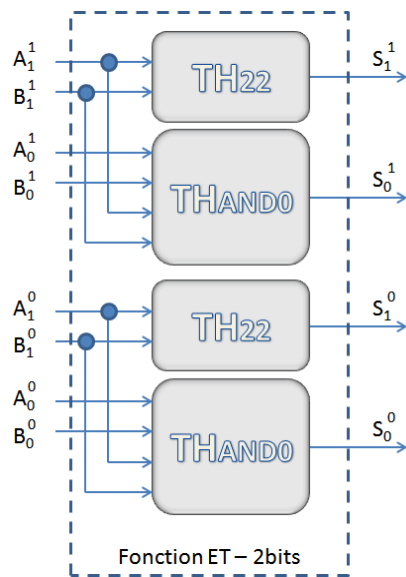 A₁¹ TH22 S₁¹
B₁¹
A₀¹
B₀¹ THAND0 S₀¹
A₁⁰ TH22 S₁⁰
B₁⁰
A₀⁰
B₀⁰ THAND0 S₀⁰
Fonction ET – 2bits